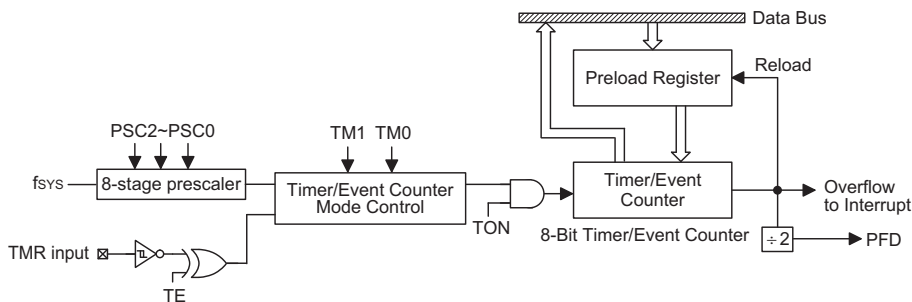 Data Bus
Preload Register
Reload
PSC2~PSC0
TM1 TM0
fSYS
8-stage prescaler
Timer/Event Counter
Mode Control
TON
Timer/Event
Counter
Overflow
to Interrupt
8-Bit Timer/Event Counter
÷2
PFD
TMR input
TE